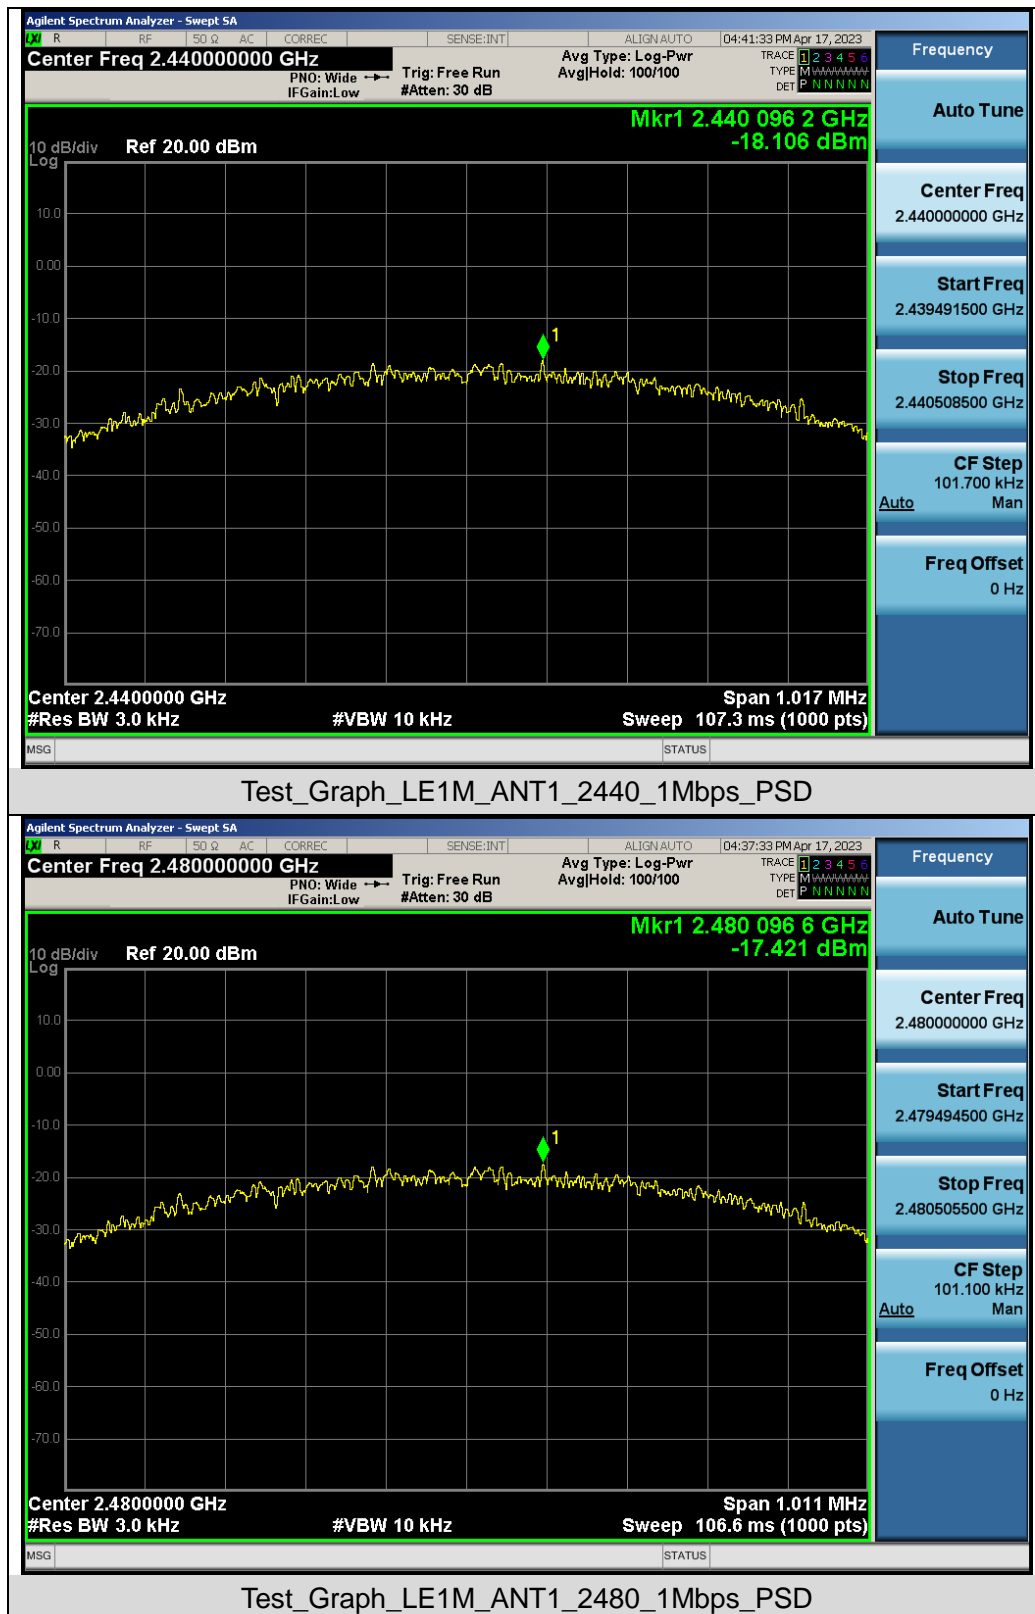 Agilent Spectrum Analyzer - Swept SA
LXI R RF 50 Ω AC CORREC SENSE:INT ALIGN AUTO 04:41:33 PM Apr 17, 2023
Center Freq 2.440000000 GHz
PNO: Wide
IFGain:Low
Trig: Free Run
#Atten: 30 dB
Avg Type: Log-Pwr
Avg|Hold: 100/100
TRACE 1 2 3 4 5 6
TYPE M
DET P N N N N N
Mkr1 2.440 096 2 GHz
-18.106 dBm
10 dB/div Ref 20.00 dBm
Log
10.0
0.00
-10.0
-20.0
-30.0
-40.0
-50.0
-60.0
-70.0
1
Center 2.4400000 GHz Span 1.017 MHz
#Res BW 3.0 kHz #VBW 10 kHz Sweep 107.3 ms (1000 pts)
MSG STATUS
Frequency
Auto Tune
Center Freq
2.440000000 GHz
Start Freq
2.439491500 GHz
Stop Freq
2.440508500 GHz
CF Step
101.700 kHz
Auto Man
Freq Offset
0 Hz
Test_Graph_LE1M_ANT1_2440_1Mbps_PSD
Agilent Spectrum Analyzer - Swept SA
LXI R RF 50 Ω AC CORREC SENSE:INT ALIGN AUTO 04:37:33 PM Apr 17, 2023
Center Freq 2.480000000 GHz
PNO: Wide
IFGain:Low
Trig: Free Run
#Atten: 30 dB
Avg Type: Log-Pwr
Avg|Hold: 100/100
TRACE 1 2 3 4 5 6
TYPE M
DET P N N N N N
Mkr1 2.480 096 6 GHz
-17.421 dBm
10 dB/div Ref 20.00 dBm
Log
10.0
0.00
-10.0
-20.0
-30.0
-40.0
-50.0
-60.0
-70.0
1
Center 2.4800000 GHz Span 1.011 MHz
#Res BW 3.0 kHz #VBW 10 kHz Sweep 106.6 ms (1000 pts)
MSG STATUS
Frequency
Auto Tune
Center Freq
2.480000000 GHz
Start Freq
2.479494500 GHz
Stop Freq
2.480505500 GHz
CF Step
101.100 kHz
Auto Man
Freq Offset
0 Hz
Test_Graph_LE1M_ANT1_2480_1Mbps_PSD